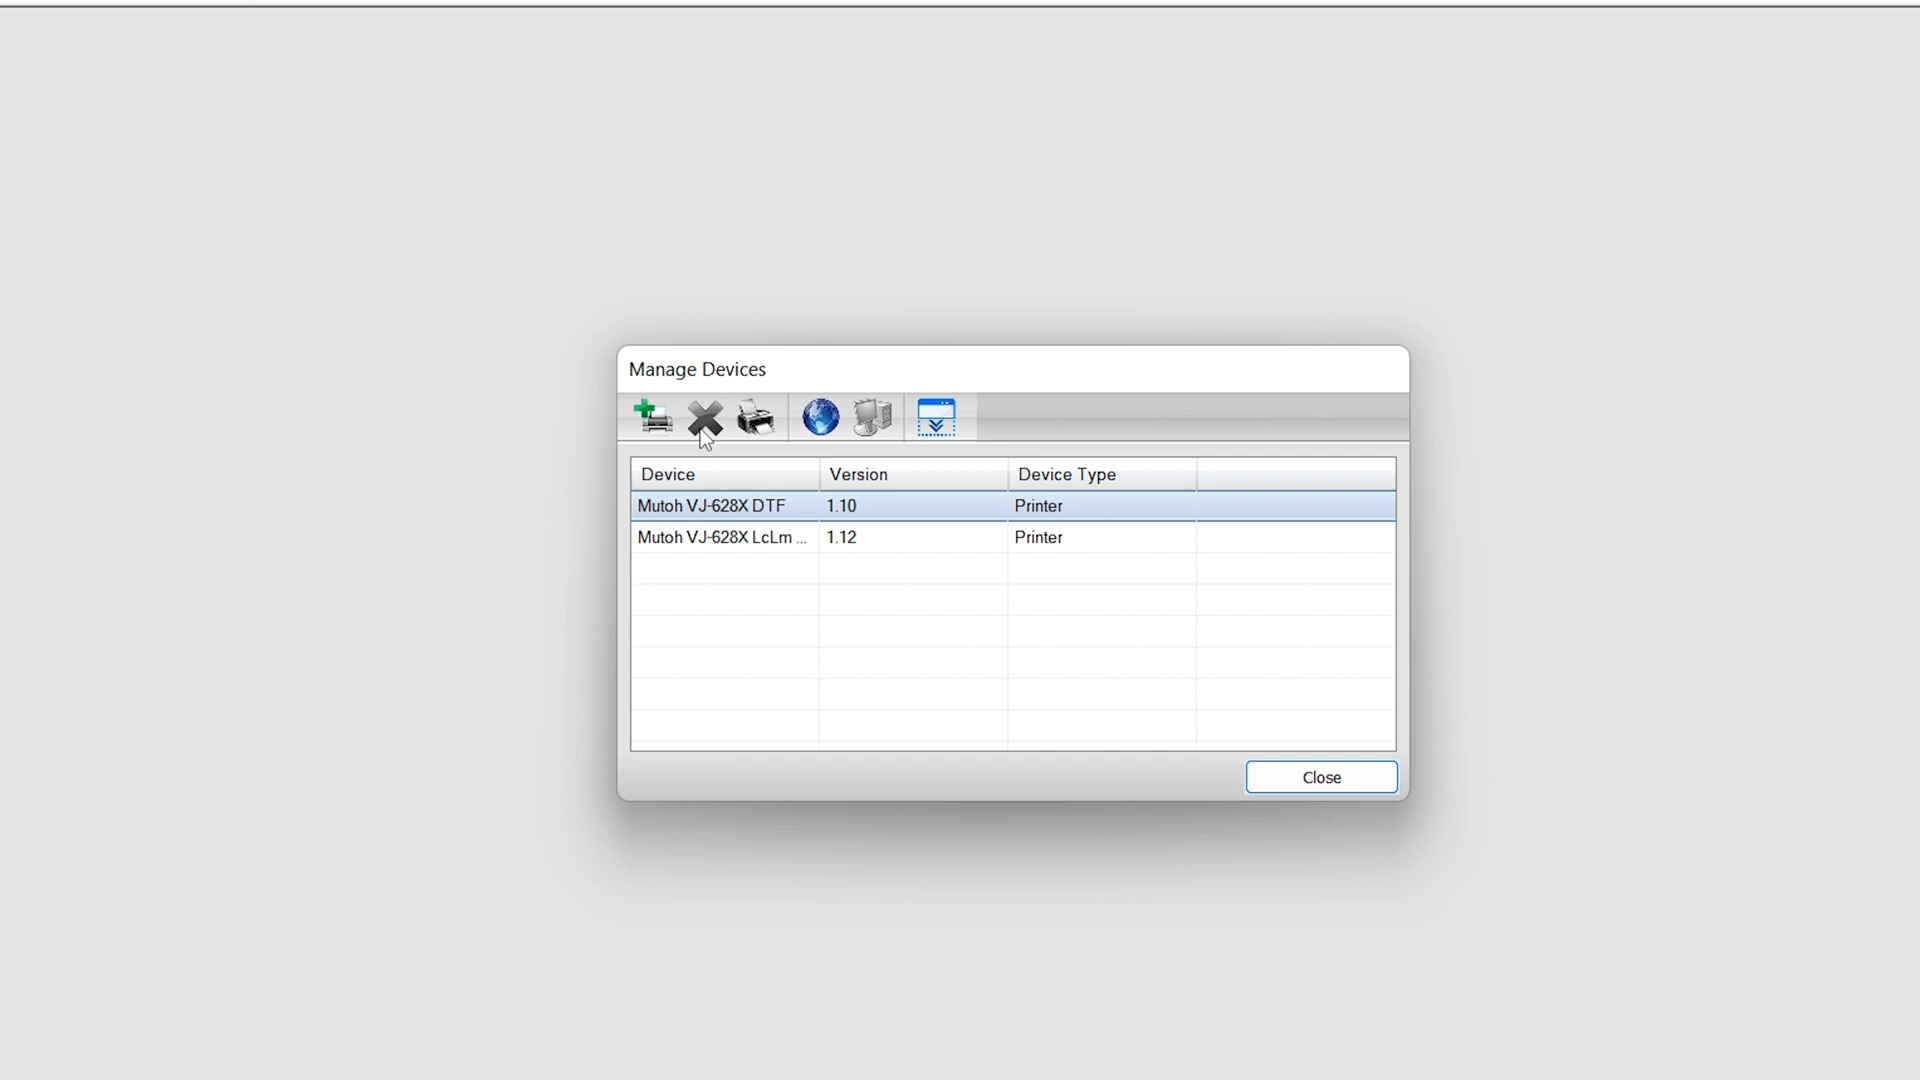 Manage Devices
Device Version Device Type
Mutoh VJ-628X DTF 1.10 Printer
Mutoh VJ-628X LcLm ... 1.12 Printer
Close